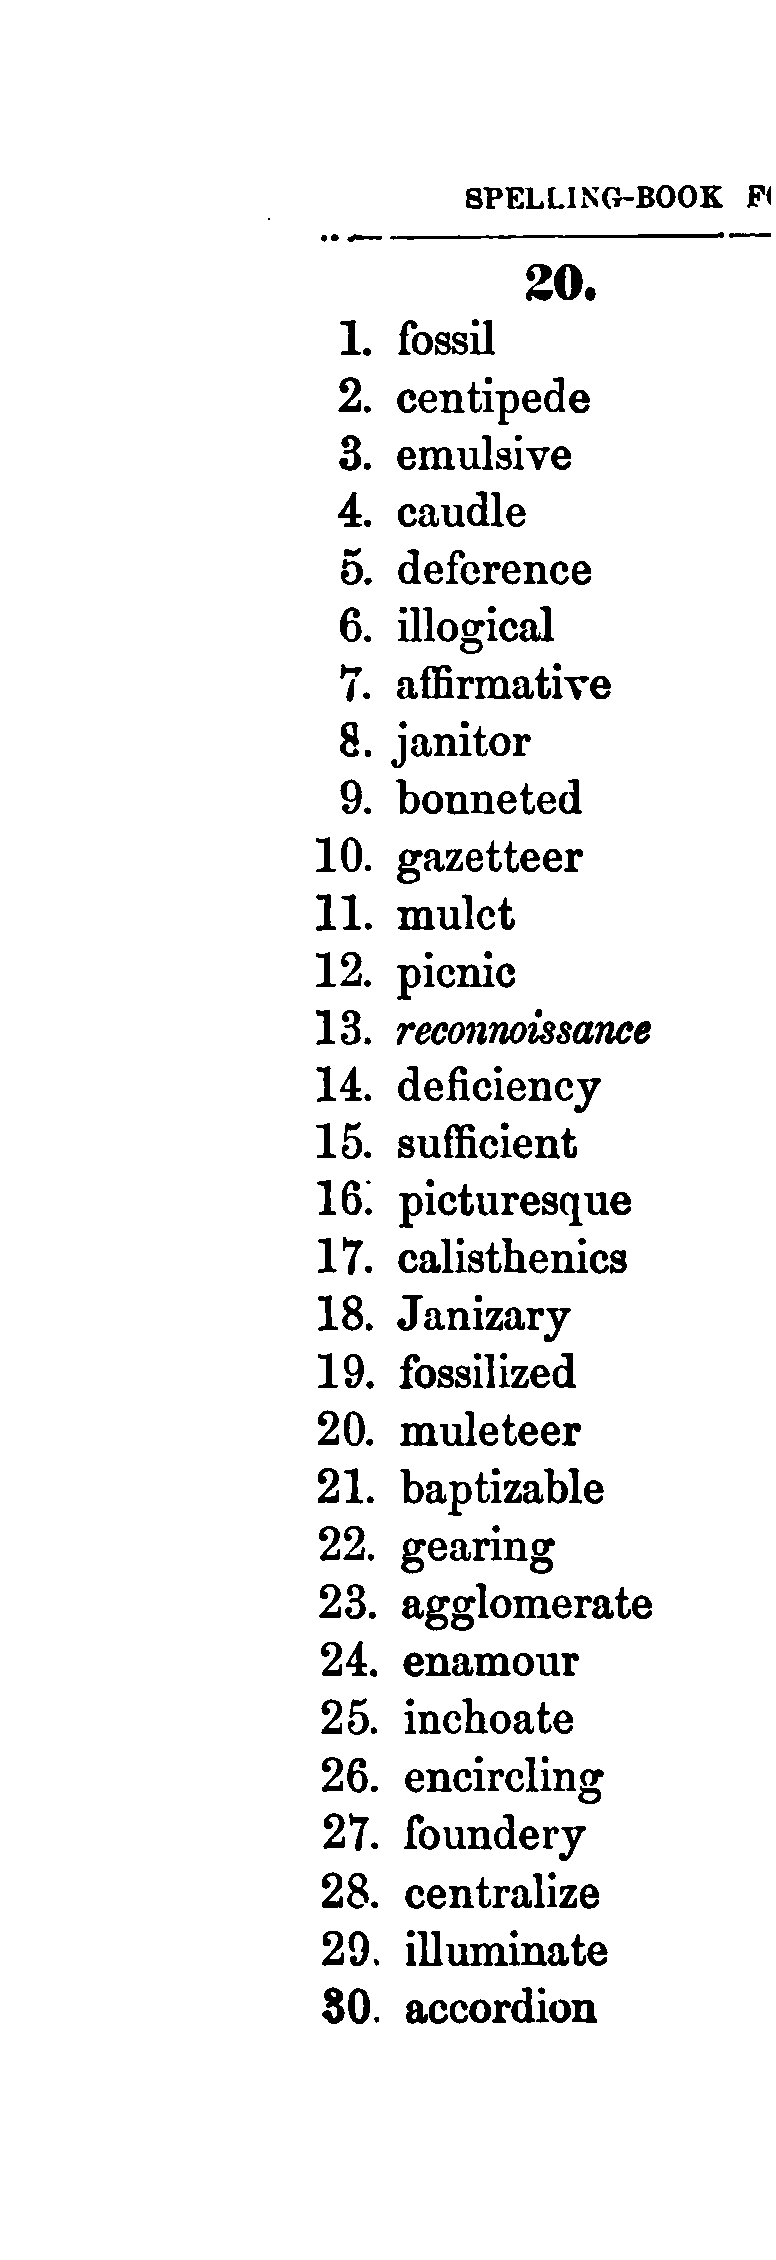 SPELLING-BOOK
20.
1. fossil
2. centipede
3. emulsive
4. caudle
5. deference
6. illogical
7. affirmative
8. janitor
9. bonneted
10. gazetteer
11. mulct
12. picnic
13. reconnoissance
14. deficiency
15. sufficient
16. picturesque
17. calisthenics
18. Janizary
19. fossilized
20. muleteer
21. baptizable
22. gearing
23. agglomerate
24. enamour
25. inchoate
26. encircling
27. foundery
28. centralize
29. illuminate
30. accordion